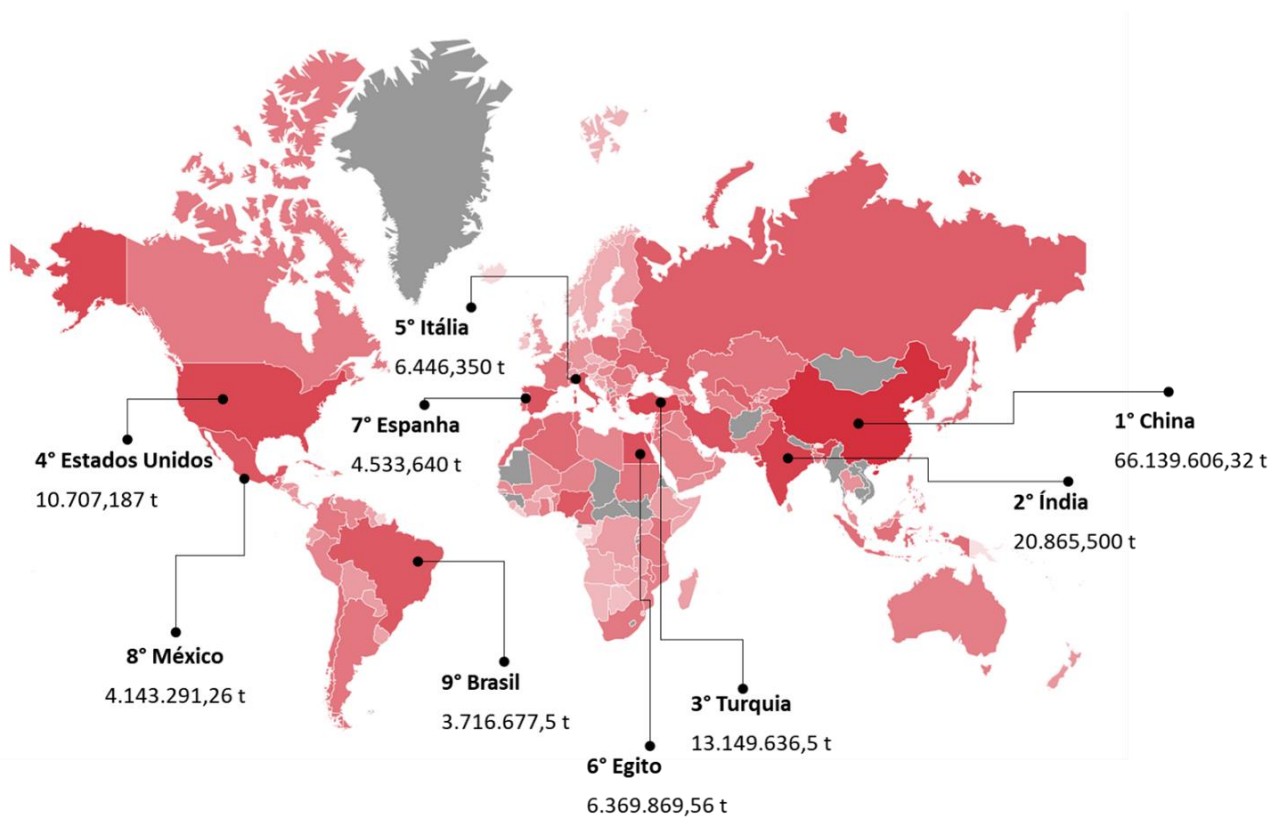 5° Itália
6.446,350 t
7° Espanha
4.533,640 t
4° Estados Unidos
10.707,187 t
1° China
66.139.606,32 t
2° Índia
20.865,500 t
8° México
4.143.291,26 t
9° Brasil
3.716.677,5 t
3° Turquia
13.149.636,5 t
6° Egito
6.369.869,56 t